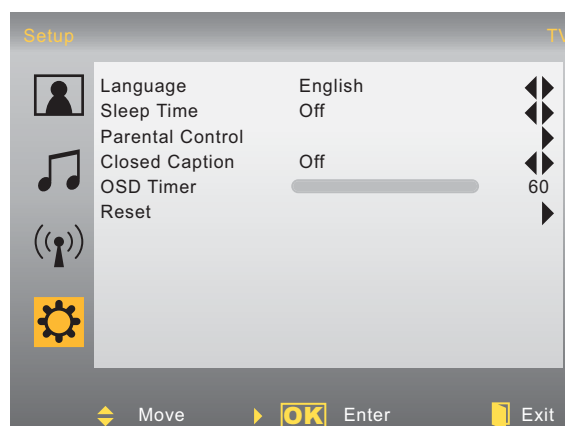 Setup TV
Language English
Sleep Time Off
Parental Control
Closed Caption Off
OSD Timer 60
Reset
Move OK Enter Exit